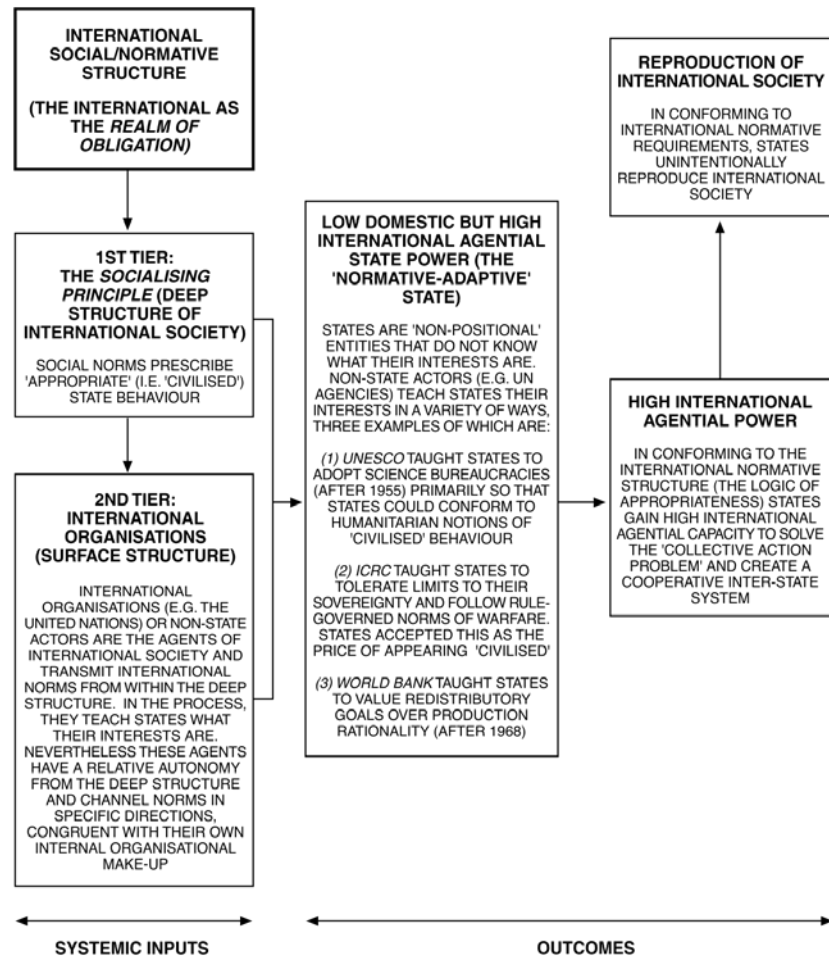 INTERNATIONAL
SOCIAL/NORMATIVE
STRUCTURE
(THE INTERNATIONAL AS
THE REALM OF
OBLIGATION)
1ST TIER:
THE SOCIALISING
PRINCIPLE (DEEP
STRUCTURE OF
INTERNATIONAL SOCIETY)
SOCIAL NORMS PRESCRIBE
'APPROPRIATE' (I.E. 'CIVILISED')
STATE BEHAVIOUR
2ND TIER:
INTERNATIONAL
ORGANISATIONS
(SURFACE STRUCTURE)
INTERNATIONAL
ORGANISATIONS (E.G. THE
UNITED NATIONS) OR NON-STATE
ACTORS ARE THE AGENTS OF
INTERNATIONAL SOCIETY AND
TRANSMIT INTERNATIONAL
NORMS FROM WITHIN THE DEEP
STRUCTURE. IN THE PROCESS,
THEY TEACH STATES WHAT
THEIR INTERESTS ARE.
NEVERTHELESS THESE AGENTS
HAVE A RELATIVE AUTONOMY
FROM THE DEEP STRUCTURE
AND CHANNEL NORMS IN
SPECIFIC DIRECTIONS,
CONGRUENT WITH THEIR OWN
INTERNAL ORGANISATIONAL
MAKE-UP
LOW DOMESTIC BUT HIGH
INTERNATIONAL AGENTIAL
STATE POWER (THE
'NORMATIVE-ADAPTIVE'
STATE)
STATES ARE 'NON-POSITIONAL'
ENTITIES THAT DO NOT KNOW
WHAT THEIR INTERESTS ARE.
NON-STATE ACTORS (E.G. UN
AGENCIES) TEACH STATES THEIR
INTERESTS IN A VARIETY OF WAYS,
THREE EXAMPLES OF WHICH ARE:
(1) UNESCO TAUGHT STATES TO
ADOPT SCIENCE BUREAUCRACIES
(AFTER 1955) PRIMARILY SO THAT
STATES COULD CONFORM TO
HUMANITARIAN NOTIONS OF
'CIVILISED' BEHAVIOUR
(2) ICRC TAUGHT STATES TO
TOLERATE LIMITS TO THEIR
SOVEREIGNTY AND FOLLOW RULE-
GOVERNED NORMS OF WARFARE.
STATES ACCEPTED THIS AS THE
PRICE OF APPEARING 'CIVILISED'
(3) WORLD BANK TAUGHT STATES
TO VALUE REDISTRIBUTORY
GOALS OVER PRODUCTION
RATIONALITY (AFTER 1968)
REPRODUCTION OF
INTERNATIONAL SOCIETY
IN CONFORMING TO
INTERNATIONAL NORMATIVE
REQUIREMENTS, STATES
UNINTENTIONALLY
REPRODUCE INTERNATIONAL
SOCIETY
HIGH INTERNATIONAL
AGENTIAL POWER
IN CONFORMING TO THE
INTERNATIONAL NORMATIVE
STRUCTURE (THE LOGIC OF
APPROPRIATENESS) STATES
GAIN HIGH INTERNATIONAL
AGENTIAL CAPACITY TO SOLVE
THE 'COLLECTIVE ACTION
PROBLEM' AND CREATE A
COOPERATIVE INTER-STATE
SYSTEM
SYSTEMIC INPUTS
OUTCOMES